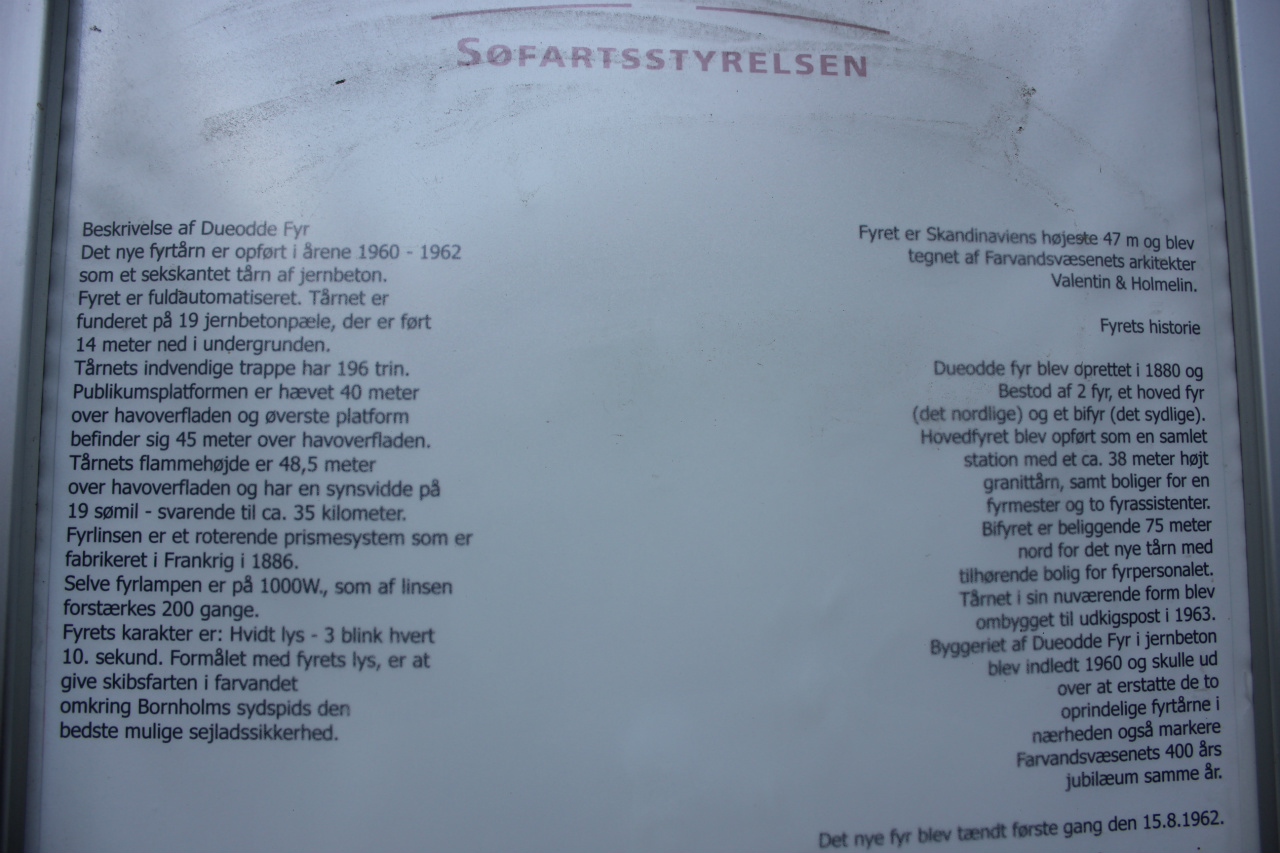 SØFARTSSTYRELSEN
Beskrivelse af Dueodde Fyr
Det nye fyrtårn er opført i årene 1960 - 1962
som et sekskantet tårn af jernbeton.
Fyret er fuldautomatiseret. Tårnet er
funderet på 19 jernbetonpæle, der er ført
14 meter ned i undergrunden.
Tårnets indvendige trappe har 196 trin.
Publikumsplatformen er hævet 40 meter
over havoverfladen og øverste platform
befinder sig 45 meter over havoverfladen.
Tårnets flammehøjde er 48,5 meter
over havoverfladen og har en synsvidde på
19 sømil - svarende til ca. 35 kilometer.
Fyrlinsen er et roterende prismesystem som er
fabrikeret i Frankrig i 1886.
Selve fyrlampen er på 1000W., som af linsen
forstærkes 200 gange.
Fyrets karakter er: Hvidt lys - 3 blink hvert
10. sekund. Formålet med fyrets lys, er at
give skibsfarten i farvandet
omkring Bornholms sydspids den
bedste mulige sejladssikkerhed.
Fyret er Skandinaviens højeste 47 m og blev
tegnet af Farvandsvæsenets arkitekter
Valentin & Holmelin.
Fyrets historie
Dueodde fyr blev oprettet i 1880 og
Bestod af 2 fyr, et hoved fyr
(det nordlige) og et bifyr (det sydlige).
Hovedfyret blev opført som en samlet
station med et ca. 38 meter højt
granittårn, samt boliger for en
fyrmester og to fyrassistenter.
Bifyret er beliggende 75 meter
nord for det nye tårn med
tilhørende bolig for fyrpersonalet.
Tårnet i sin nuværende form blev
ombygget til udkigspost i 1963.
Byggeriet af Dueodde Fyr i jernbeton
blev indledt 1960 og skulle ud
over at erstatte de to
oprindelige fyrtårne i
nærheden også markere
Farvandsvæsenets 400 års
jubilæum samme år.
Det nye fyr blev tændt første gang den 15.8.1962.